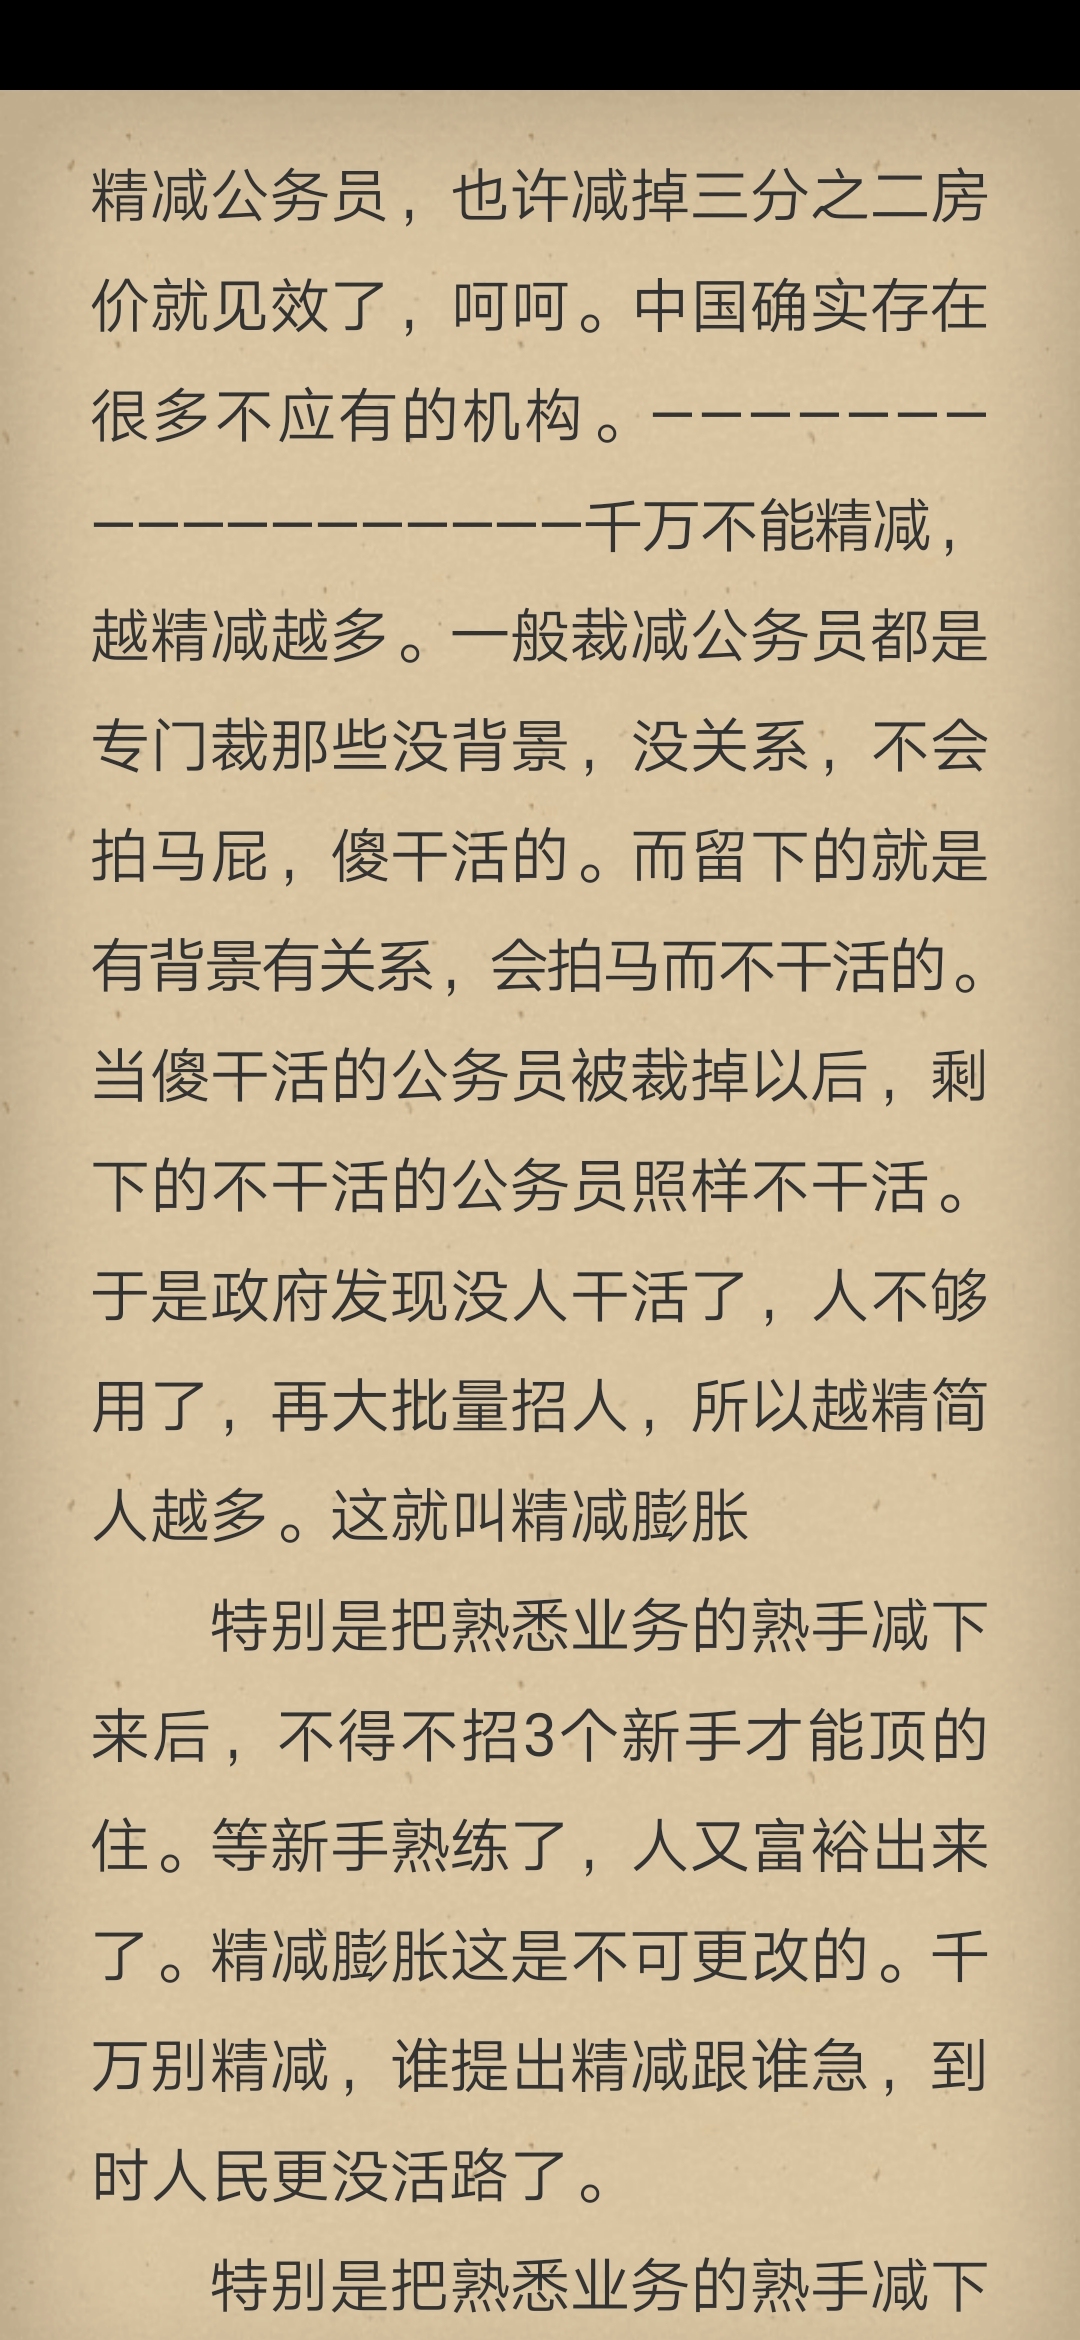 精减公务员，也许减掉三分之二房
价就见效了，呵呵。中国确实存在
很多不应有的机构。－－－－－－－
－－－－－－－－－－－千万不能精减，
越精减越多。一般裁减公务员都是
专门裁那些没背景，没关系，不会
拍马屁，傻干活的。而留下的就是
有背景有关系，会拍马而不干活的。
当傻干活的公务员被裁掉以后，剩
下的不干活的公务员照样不干活。
于是政府发现没人干活了，人不够
用了，再大批量招人，所以越精简
人越多。这就叫精减膨胀
特别是把熟悉业务的熟手减下
来后，不得不招3个新手才能顶的
住。等新手熟练了，人又富裕出来
了。精减膨胀这是不可更改的。千
万别精减，谁提出精减跟谁急，到
时人民更没活路了。
特别是把熟悉业务的熟手减下